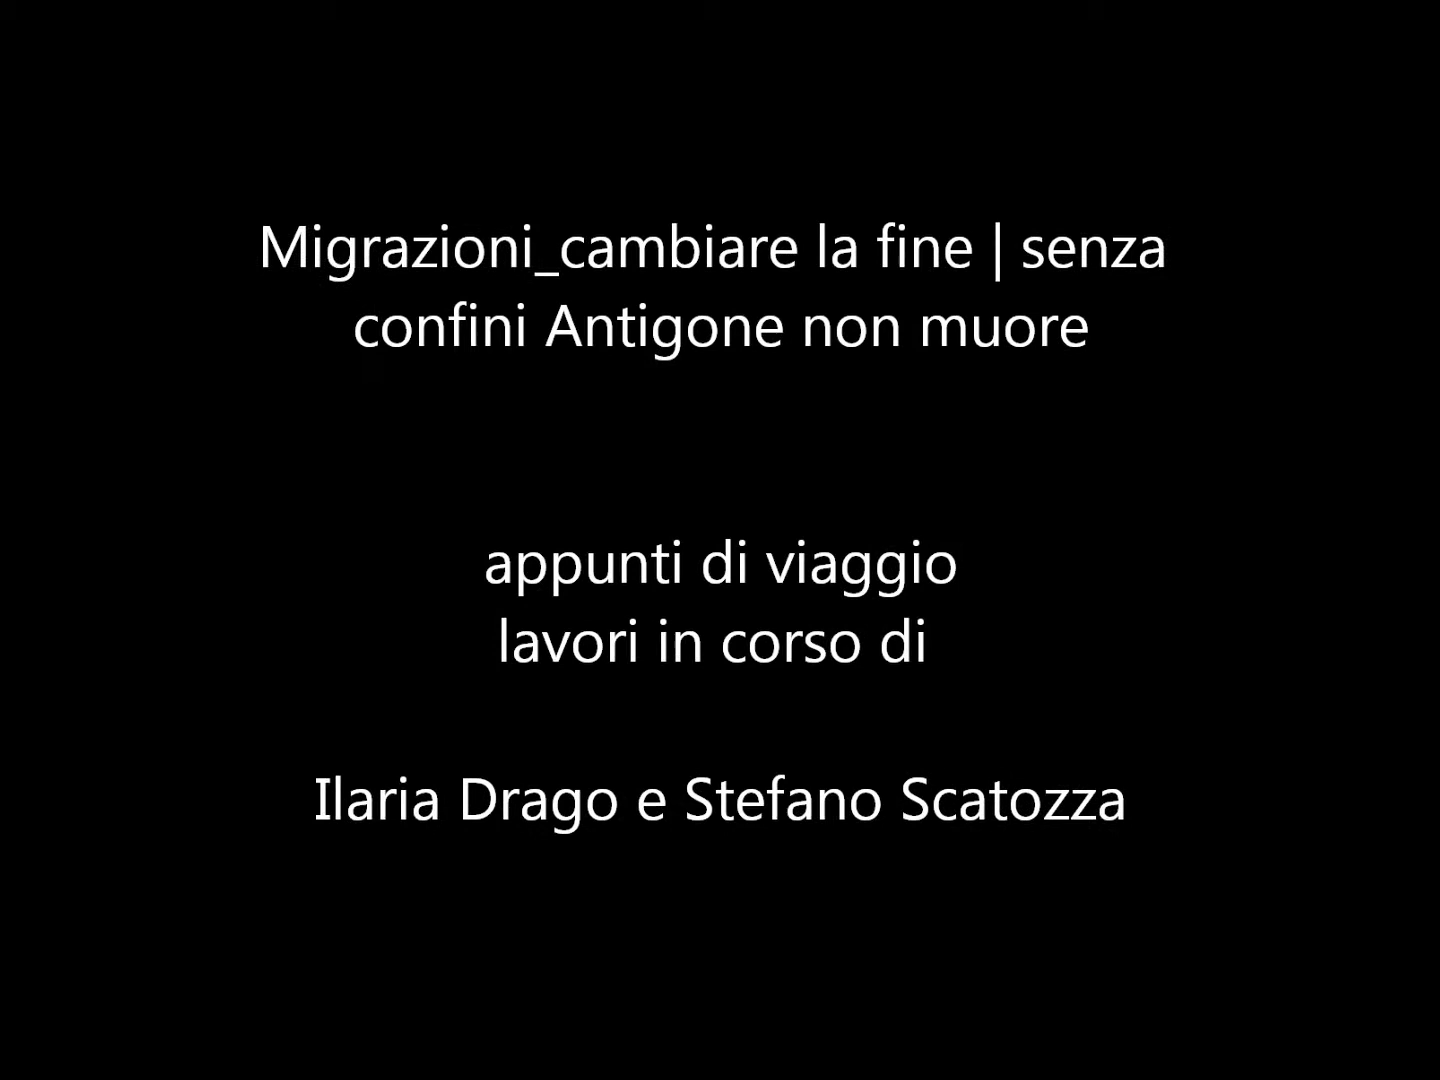 Migrazioni_cambiare la fine | senza
confini Antigone non muore
appunti di viaggio
lavori in corso di
Ilaria Drago e Stefano Scatozza